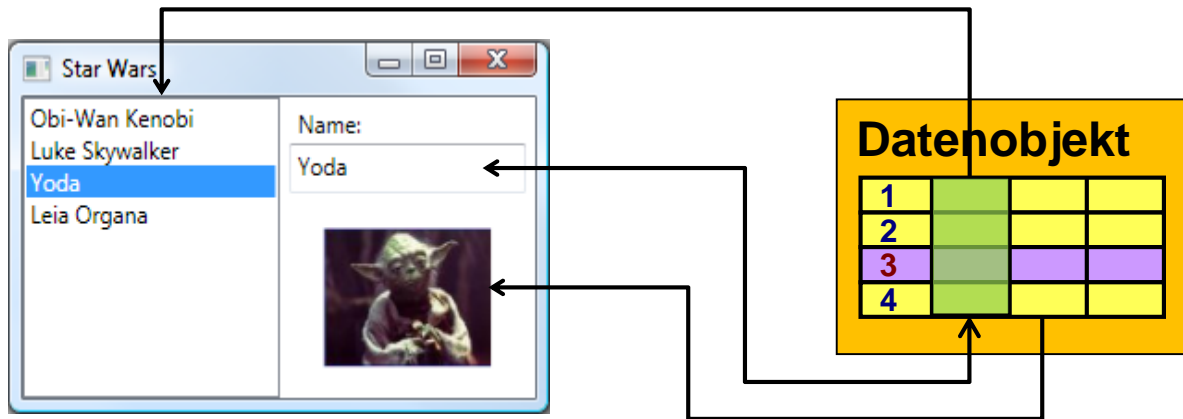 Star Wars
Obi-Wan Kenobi
Luke Skywalker
Yoda
Leia Organa
Name:
Yoda
Datenobjekt
1
2
3
4